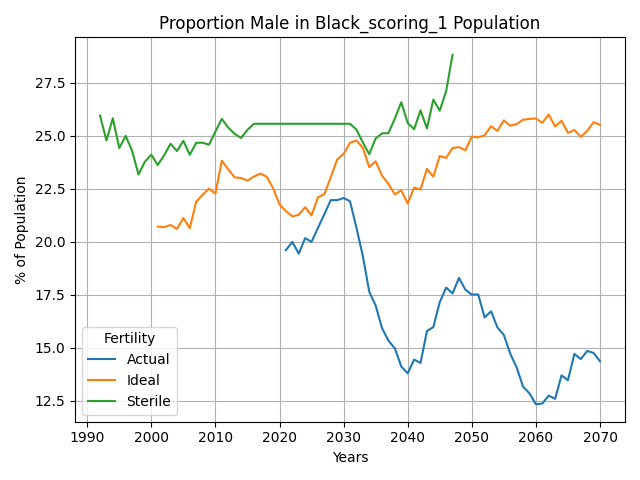 Proportion Male in Black_scoring_1 Population
% of Population
27.5
25.0
22.5
20.0
17.5
15.0
12.5
Fertility
Actual
Ideal
Sterile
1990 2000 2010 2020 2030 2040 2050 2060 2070
Years